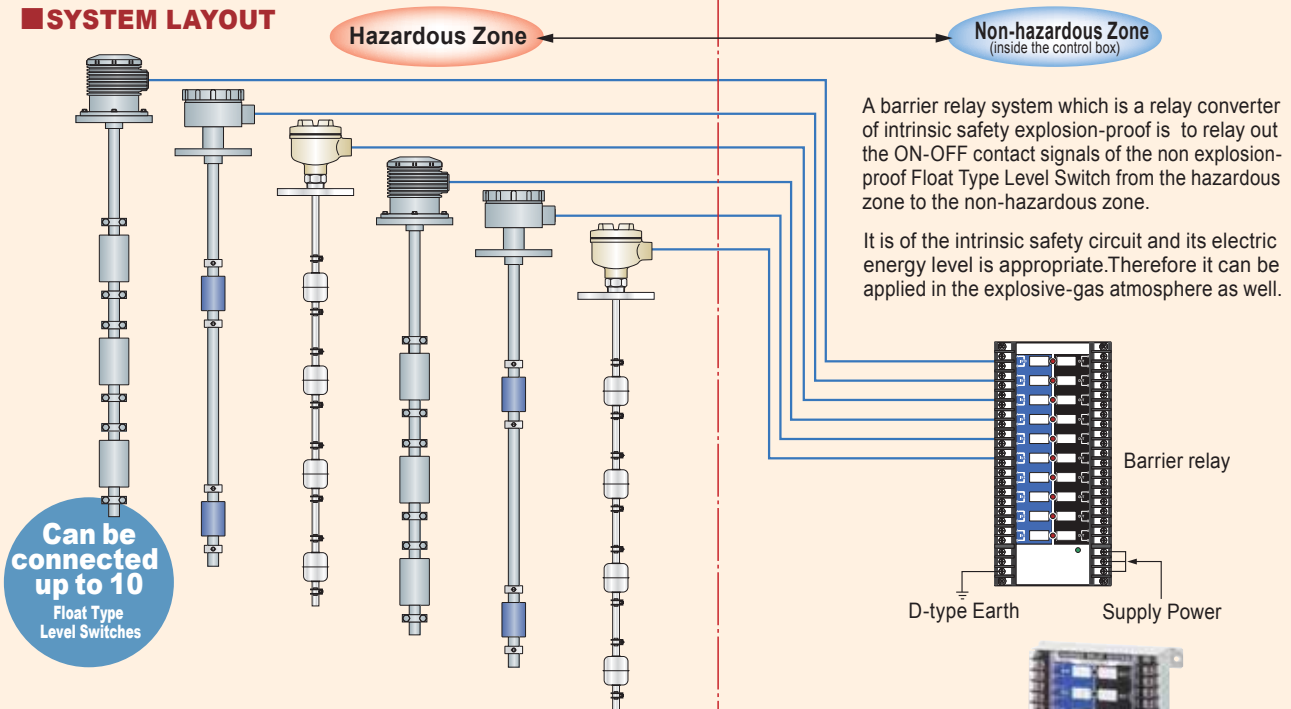 ■SYSTEM LAYOUT
Hazardous Zone
Non-hazardous Zone
(inside the control box)
A barrier relay system which is a relay converter
of intrinsic safety explosion-proof is to relay out
the ON-OFF contact signals of the non explosion-
proof Float Type Level Switch from the hazardous
zone to the non-hazardous zone.
It is of the intrinsic safety circuit and its electric
energy level is appropriate.Therefore it can be
applied in the explosive-gas atmosphere as well.
Barrier relay
D-type Earth
Supply Power
Can be
connected
up to 10
Float Type
Level Switches